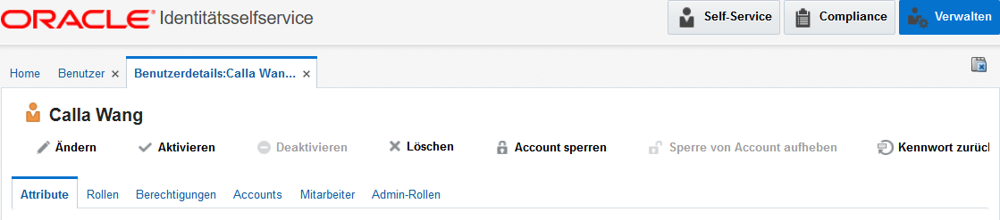 ORACLE® Identitätsselfservice
Self-Service Compliance Verwalten
Home Benutzer × Benutzerdetails:Calla Wan... ×
Calla Wang
Ändern Aktivieren Deaktivieren Löschen Account sperren Sperre von Account aufheben Kennwort zurüc
Attribute Rollen Berechtigungen Accounts Mitarbeiter Admin-Rollen